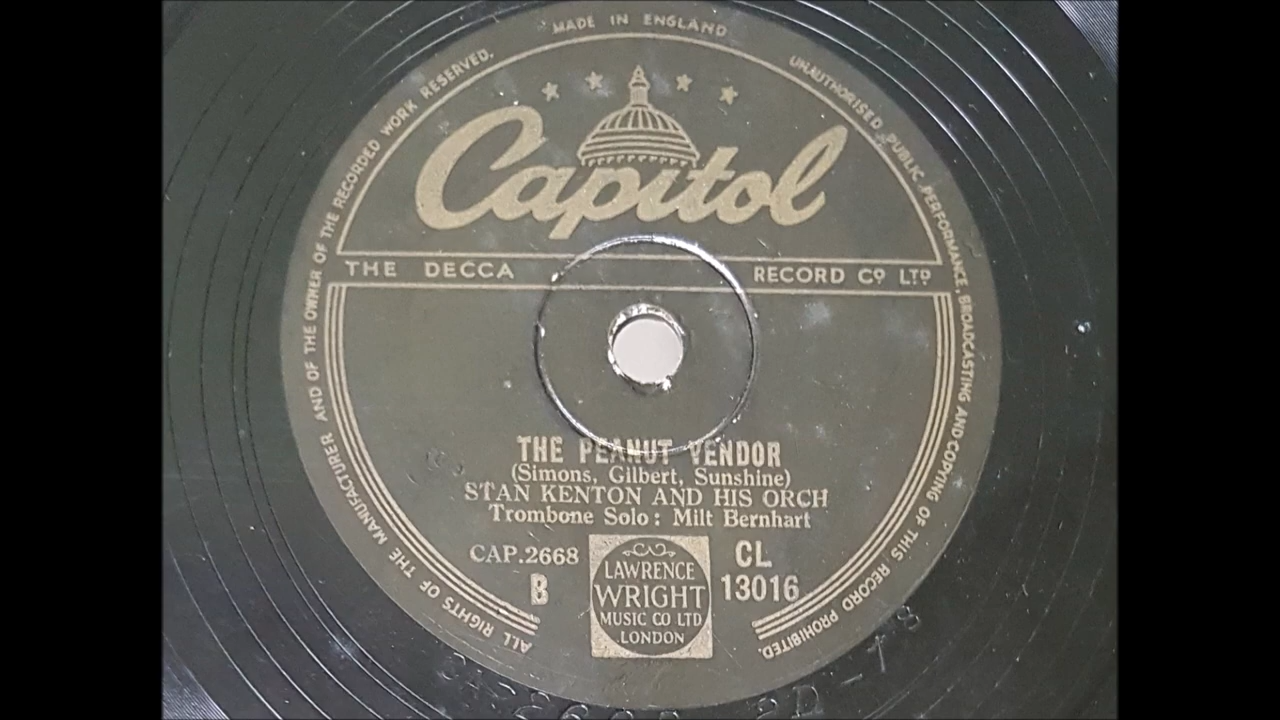 MADE IN ENGLAND
UNAUTHORISED PUBLIC PERFORMANCE, BROADCASTING AND COPYING OF THIS RECORD PROHIBITED.
ALL RIGHTS OF THE MANUFACTURER AND OF THE OWNER OF THE RECORDED WORK RESERVED.
Capitol
THE DECCA RECORD CO LTD
THE PEANUT VENDOR
(Simons, Gilbert, Sunshine)
STAN KENTON AND HIS ORCH
Trombone Solo: Milt Bernhart
CAP.2668
B
LAWRENCE
WRIGHT
MUSIC CO LTD
LONDON
CL
13016